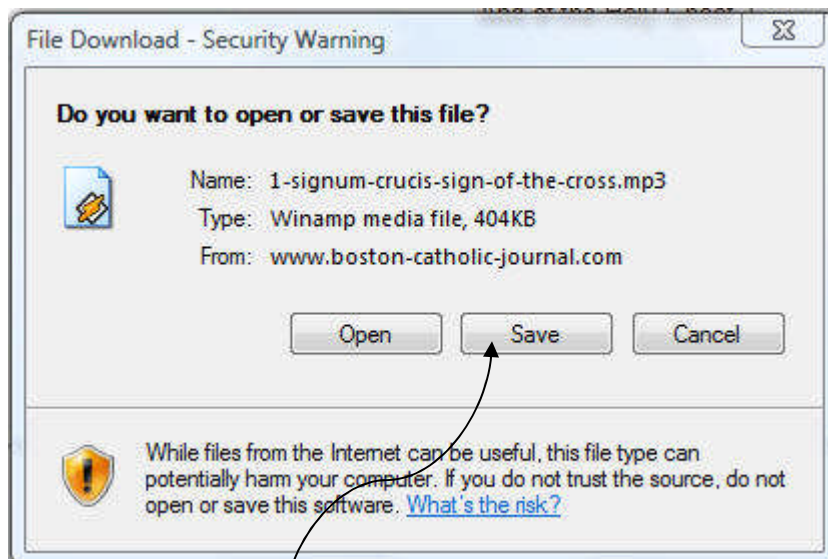 File Download - Security Warning
Do you want to open or save this file?
Name: 1-signum-crucis-sign-of-the-cross.mp3
Type: Winamp media file, 404KB
From: www.boston-catholic-journal.com
Open Save Cancel
While files from the Internet can be useful, this file type can
potentially harm your computer. If you do not trust the source, do not
open or save this software. What's the risk?